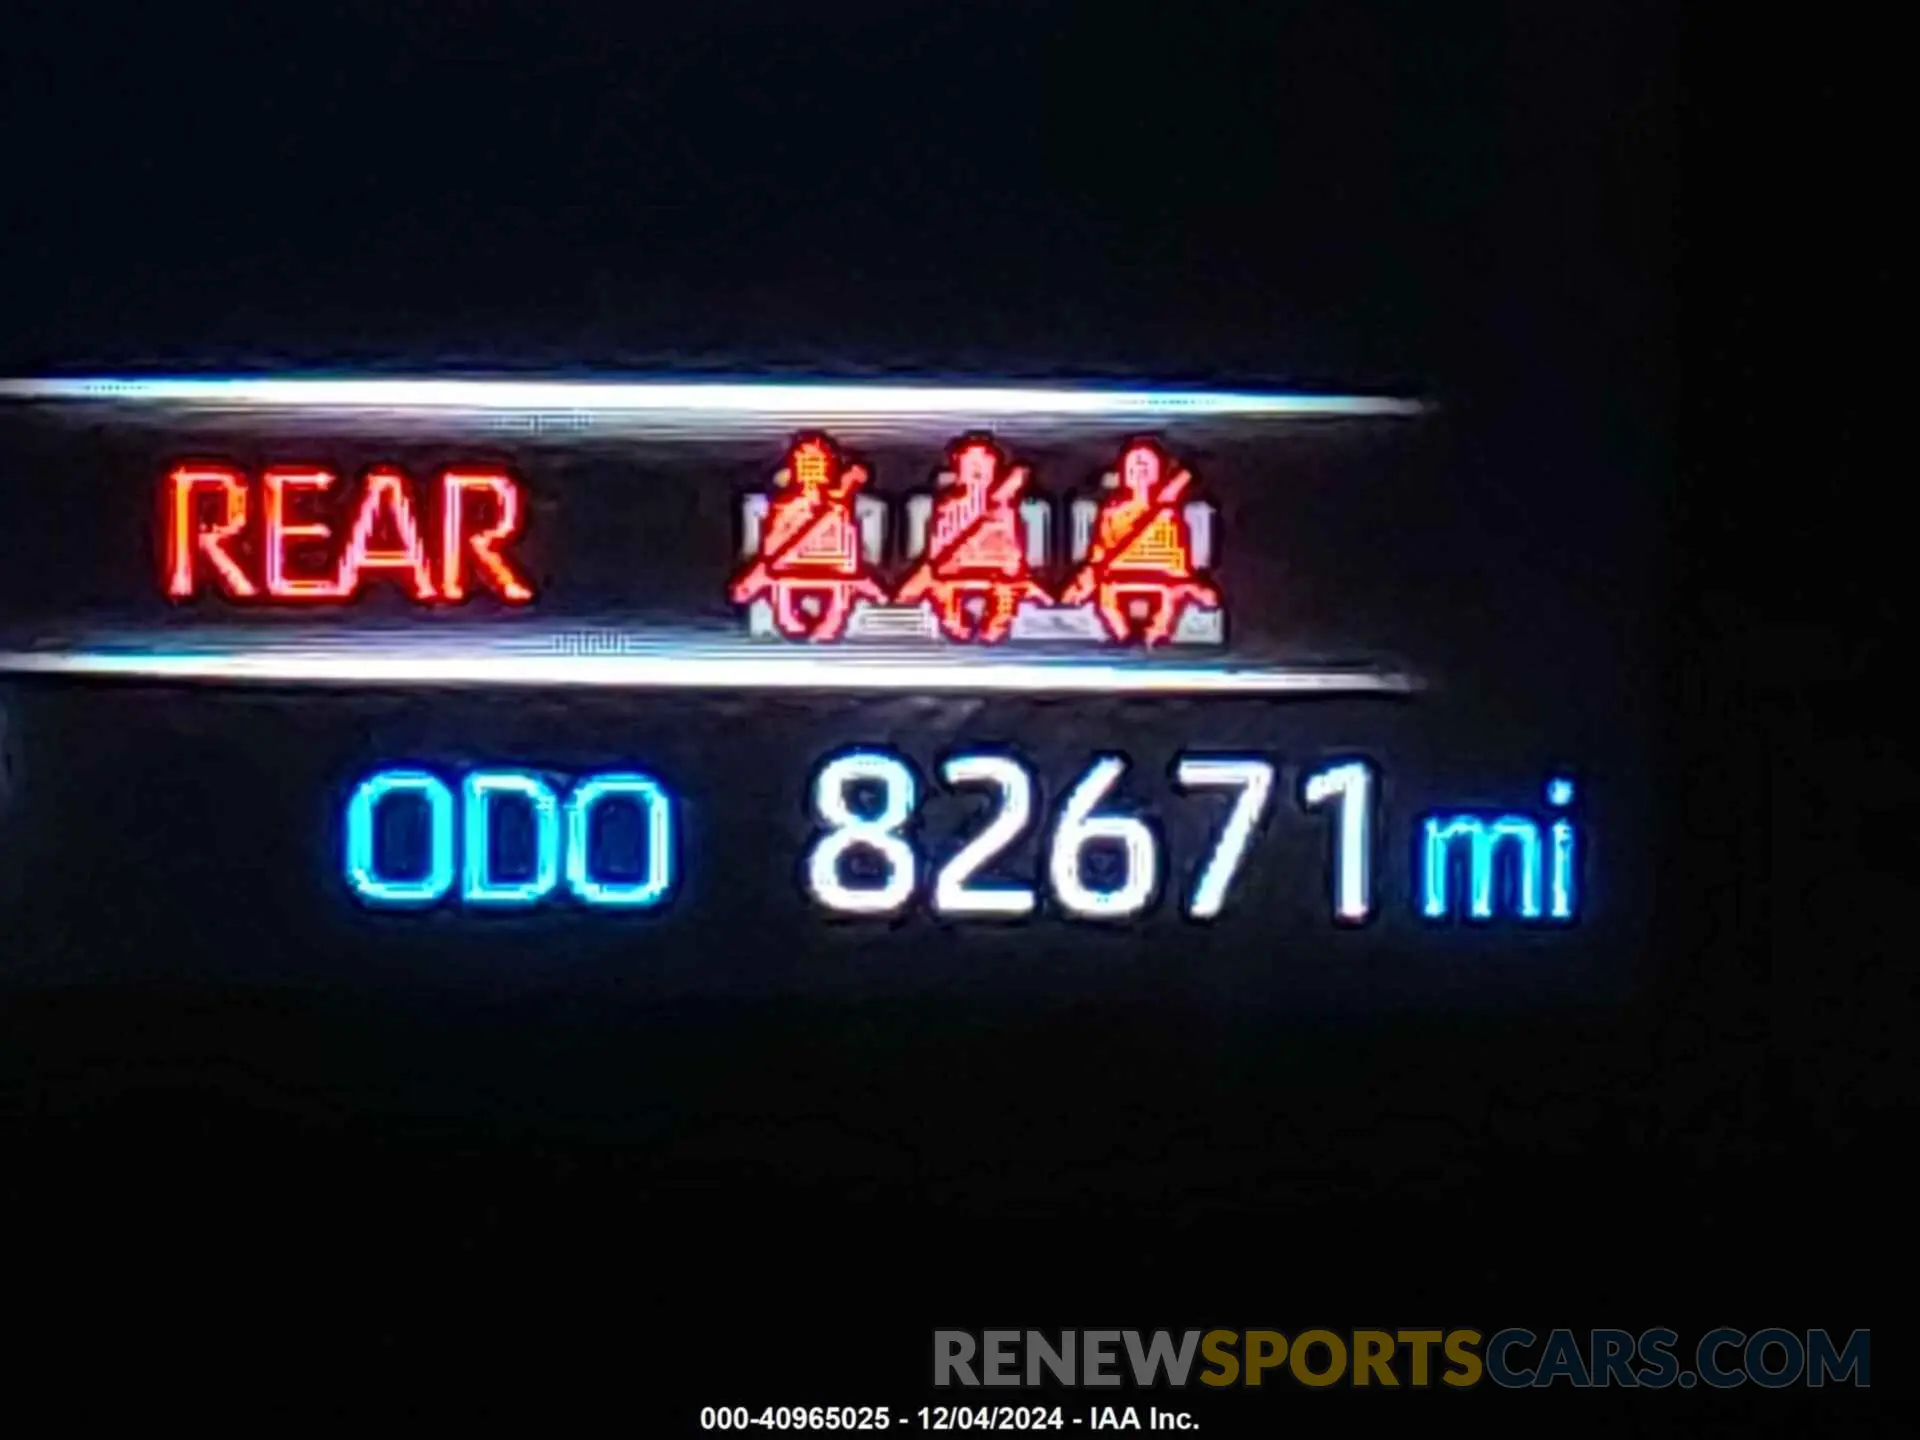 REAR
ODO 82671 mi
RENEWSPORTSCARS.COM
000-40965025 - 12/04/2024 - IAA Inc.